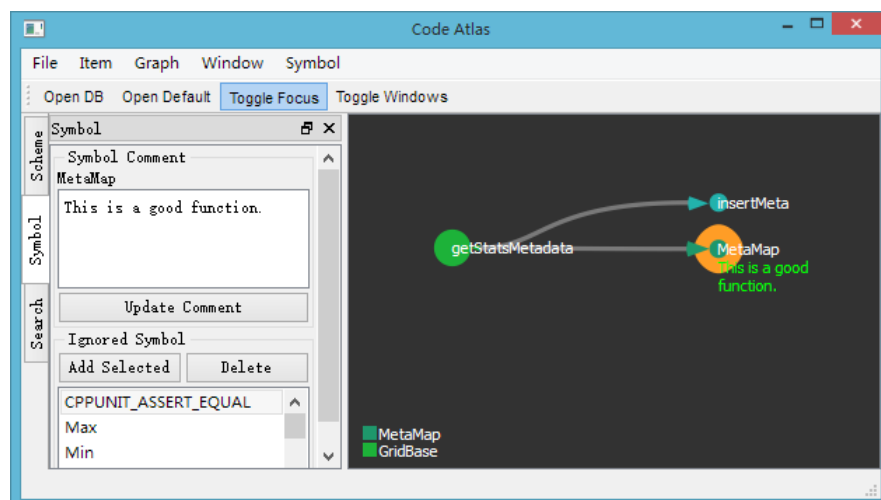 Code Atlas
File Item Graph Window Symbol
Open DB Open Default Toggle Focus Toggle Windows
Scheme
Symbol
Search
Symbol
Symbol Comment
MetaMap
This is a good function.
Update Comment
Ignored Symbol
Add Selected Delete
CPPUNIT_ASSERT_EQUAL
Max
Min
insertMeta
getStatsMetadata
MetaMap
This is a good
function.
MetaMap
GridBase